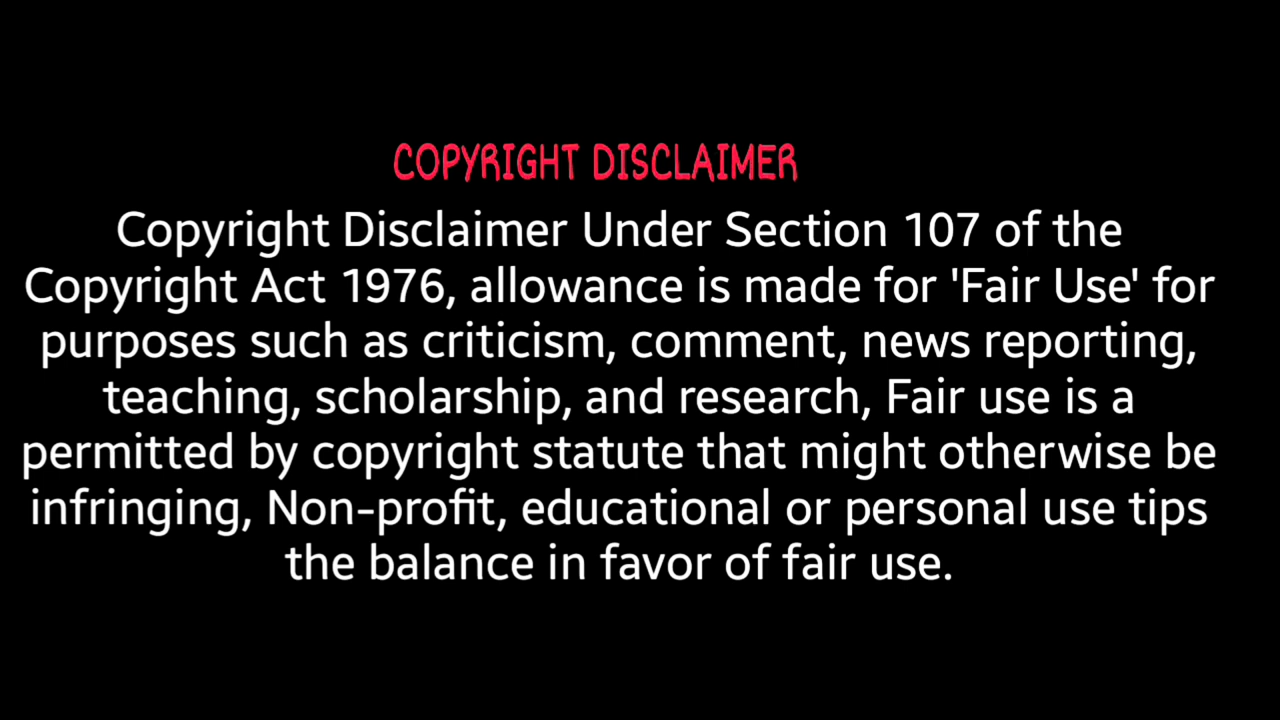 COPYRIGHT DISCLAIMER
Copyright Disclaimer Under Section 107 of the
Copyright Act 1976, allowance is made for 'Fair Use' for
purposes such as criticism, comment, news reporting,
teaching, scholarship, and research, Fair use is a
permitted by copyright statute that might otherwise be
infringing, Non-profit, educational or personal use tips
the balance in favor of fair use.